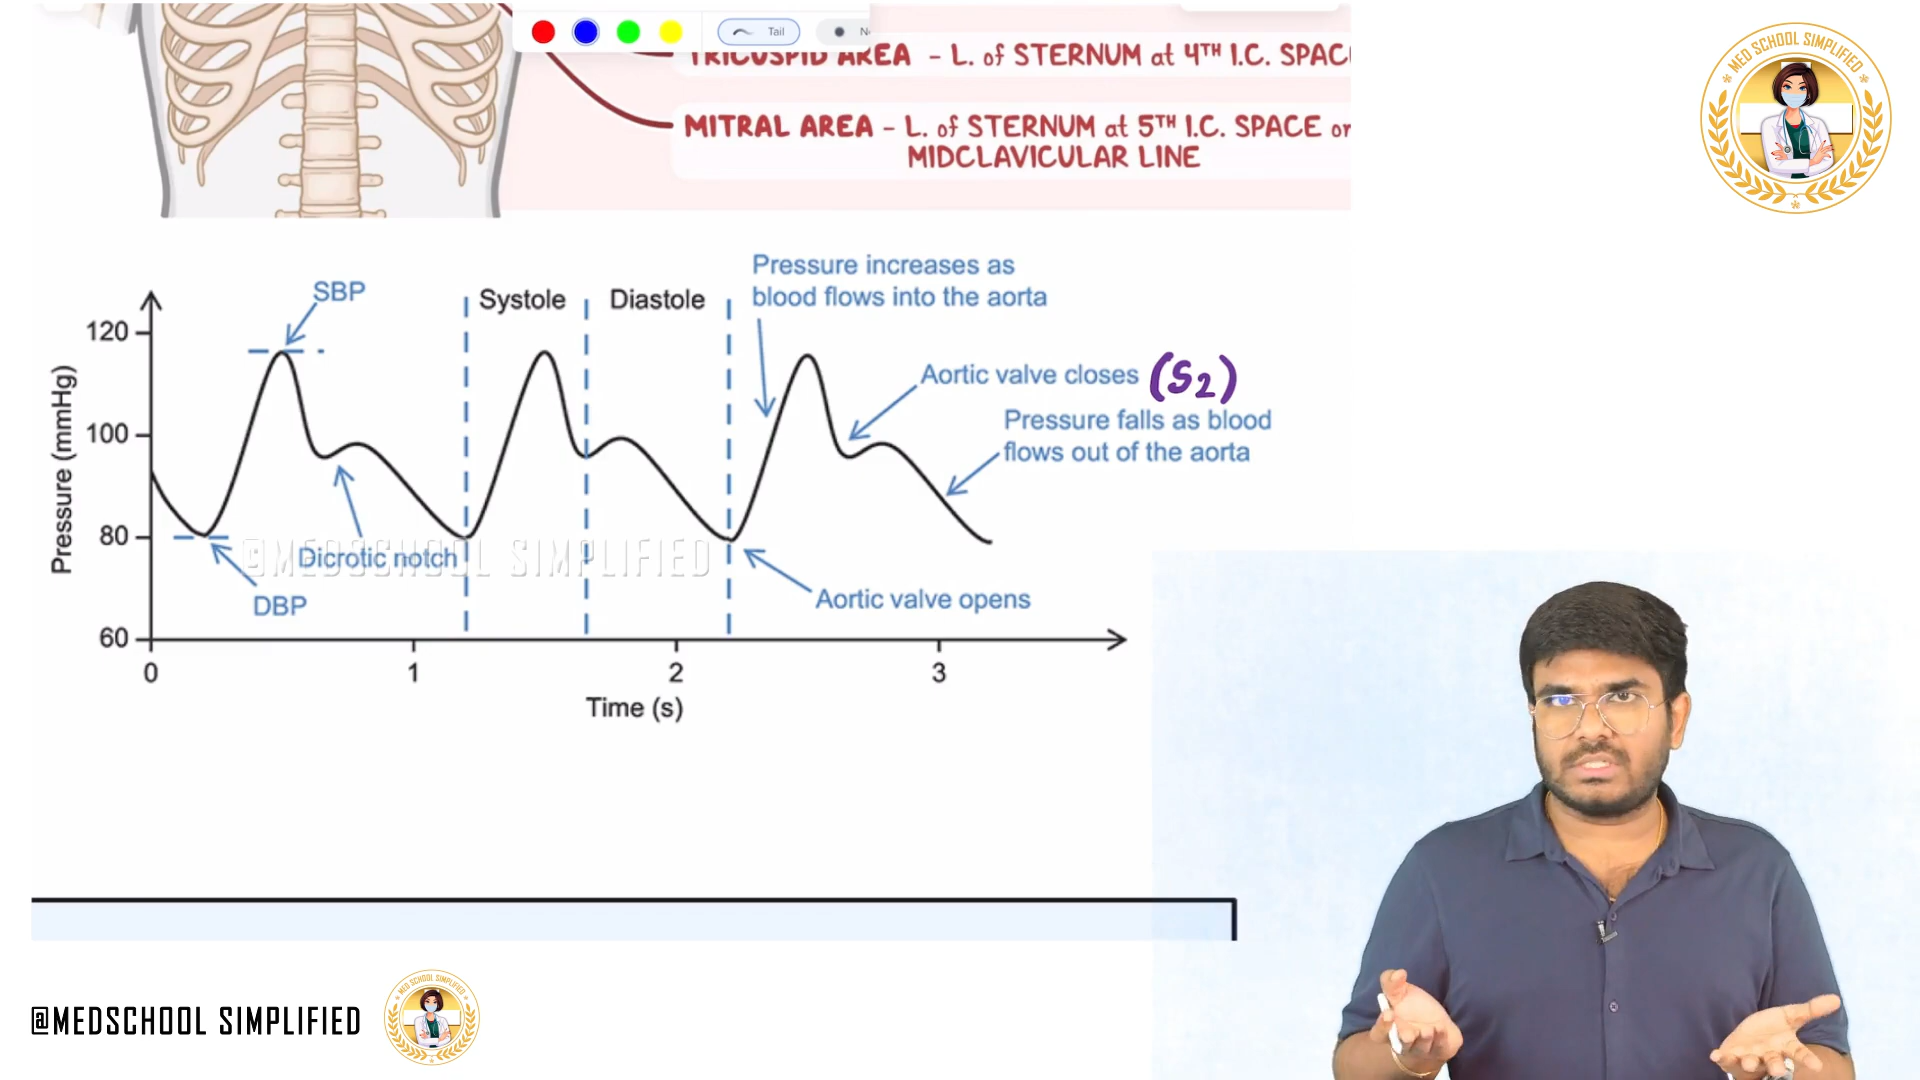 Tail
TRICUSPID AREA - L. of STERNUM at 4TH I.C. SPAC
MITRAL AREA - L. of STERNUM at 5TH I.C. SPACE or
MIDCLAVICULAR LINE
MED SCHOOL SIMPLIFIED
Pressure increases as
blood flows into the aorta
SBP
Systole
Diastole
120
Aortic valve closes (S2)
Pressure falls as blood
flows out of the aorta
100
Pressure (mmHg)
80
@MEDSCHOOL SIMPLIFIED
Dicrotic notch
DBP
Aortic valve opens
60
0 1 2 3
Time (s)
@MEDSCHOOL SIMPLIFIED
MED SCHOOL SIMPLIFIED